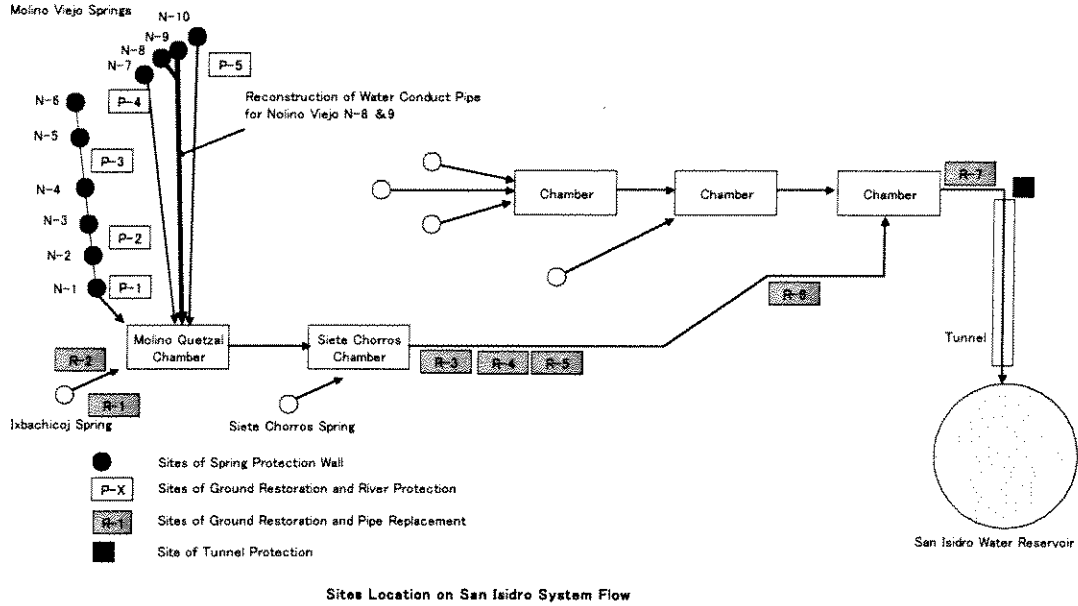 Molino Viejo Springs
N-10
N-9
N-8
N-7
P-5
N-6
P-4
Reconstruction of Water Conduct Pipe
for Nolino Viejo N-8 &9
N-5
P-3
N-4
N-3
P-2
N-2
N-1
P-1
Chamber
Chamber
Chamber
R-7
R-6
Tunnel
Molino Quetzal
Chamber
Siete Chorros
Chamber
R-3
R-4
R-5
R-2
R-1
Ixbachicoj Spring
Siete Chorros Spring
Sites of Spring Protection Wall
P-X
Sites of Ground Restoration and River Protection
R-1
Sites of Ground Restoration and Pipe Replacement
Site of Tunnel Protection
San Isidro Water Reservoir
Sites Location on San Isidro System Flow